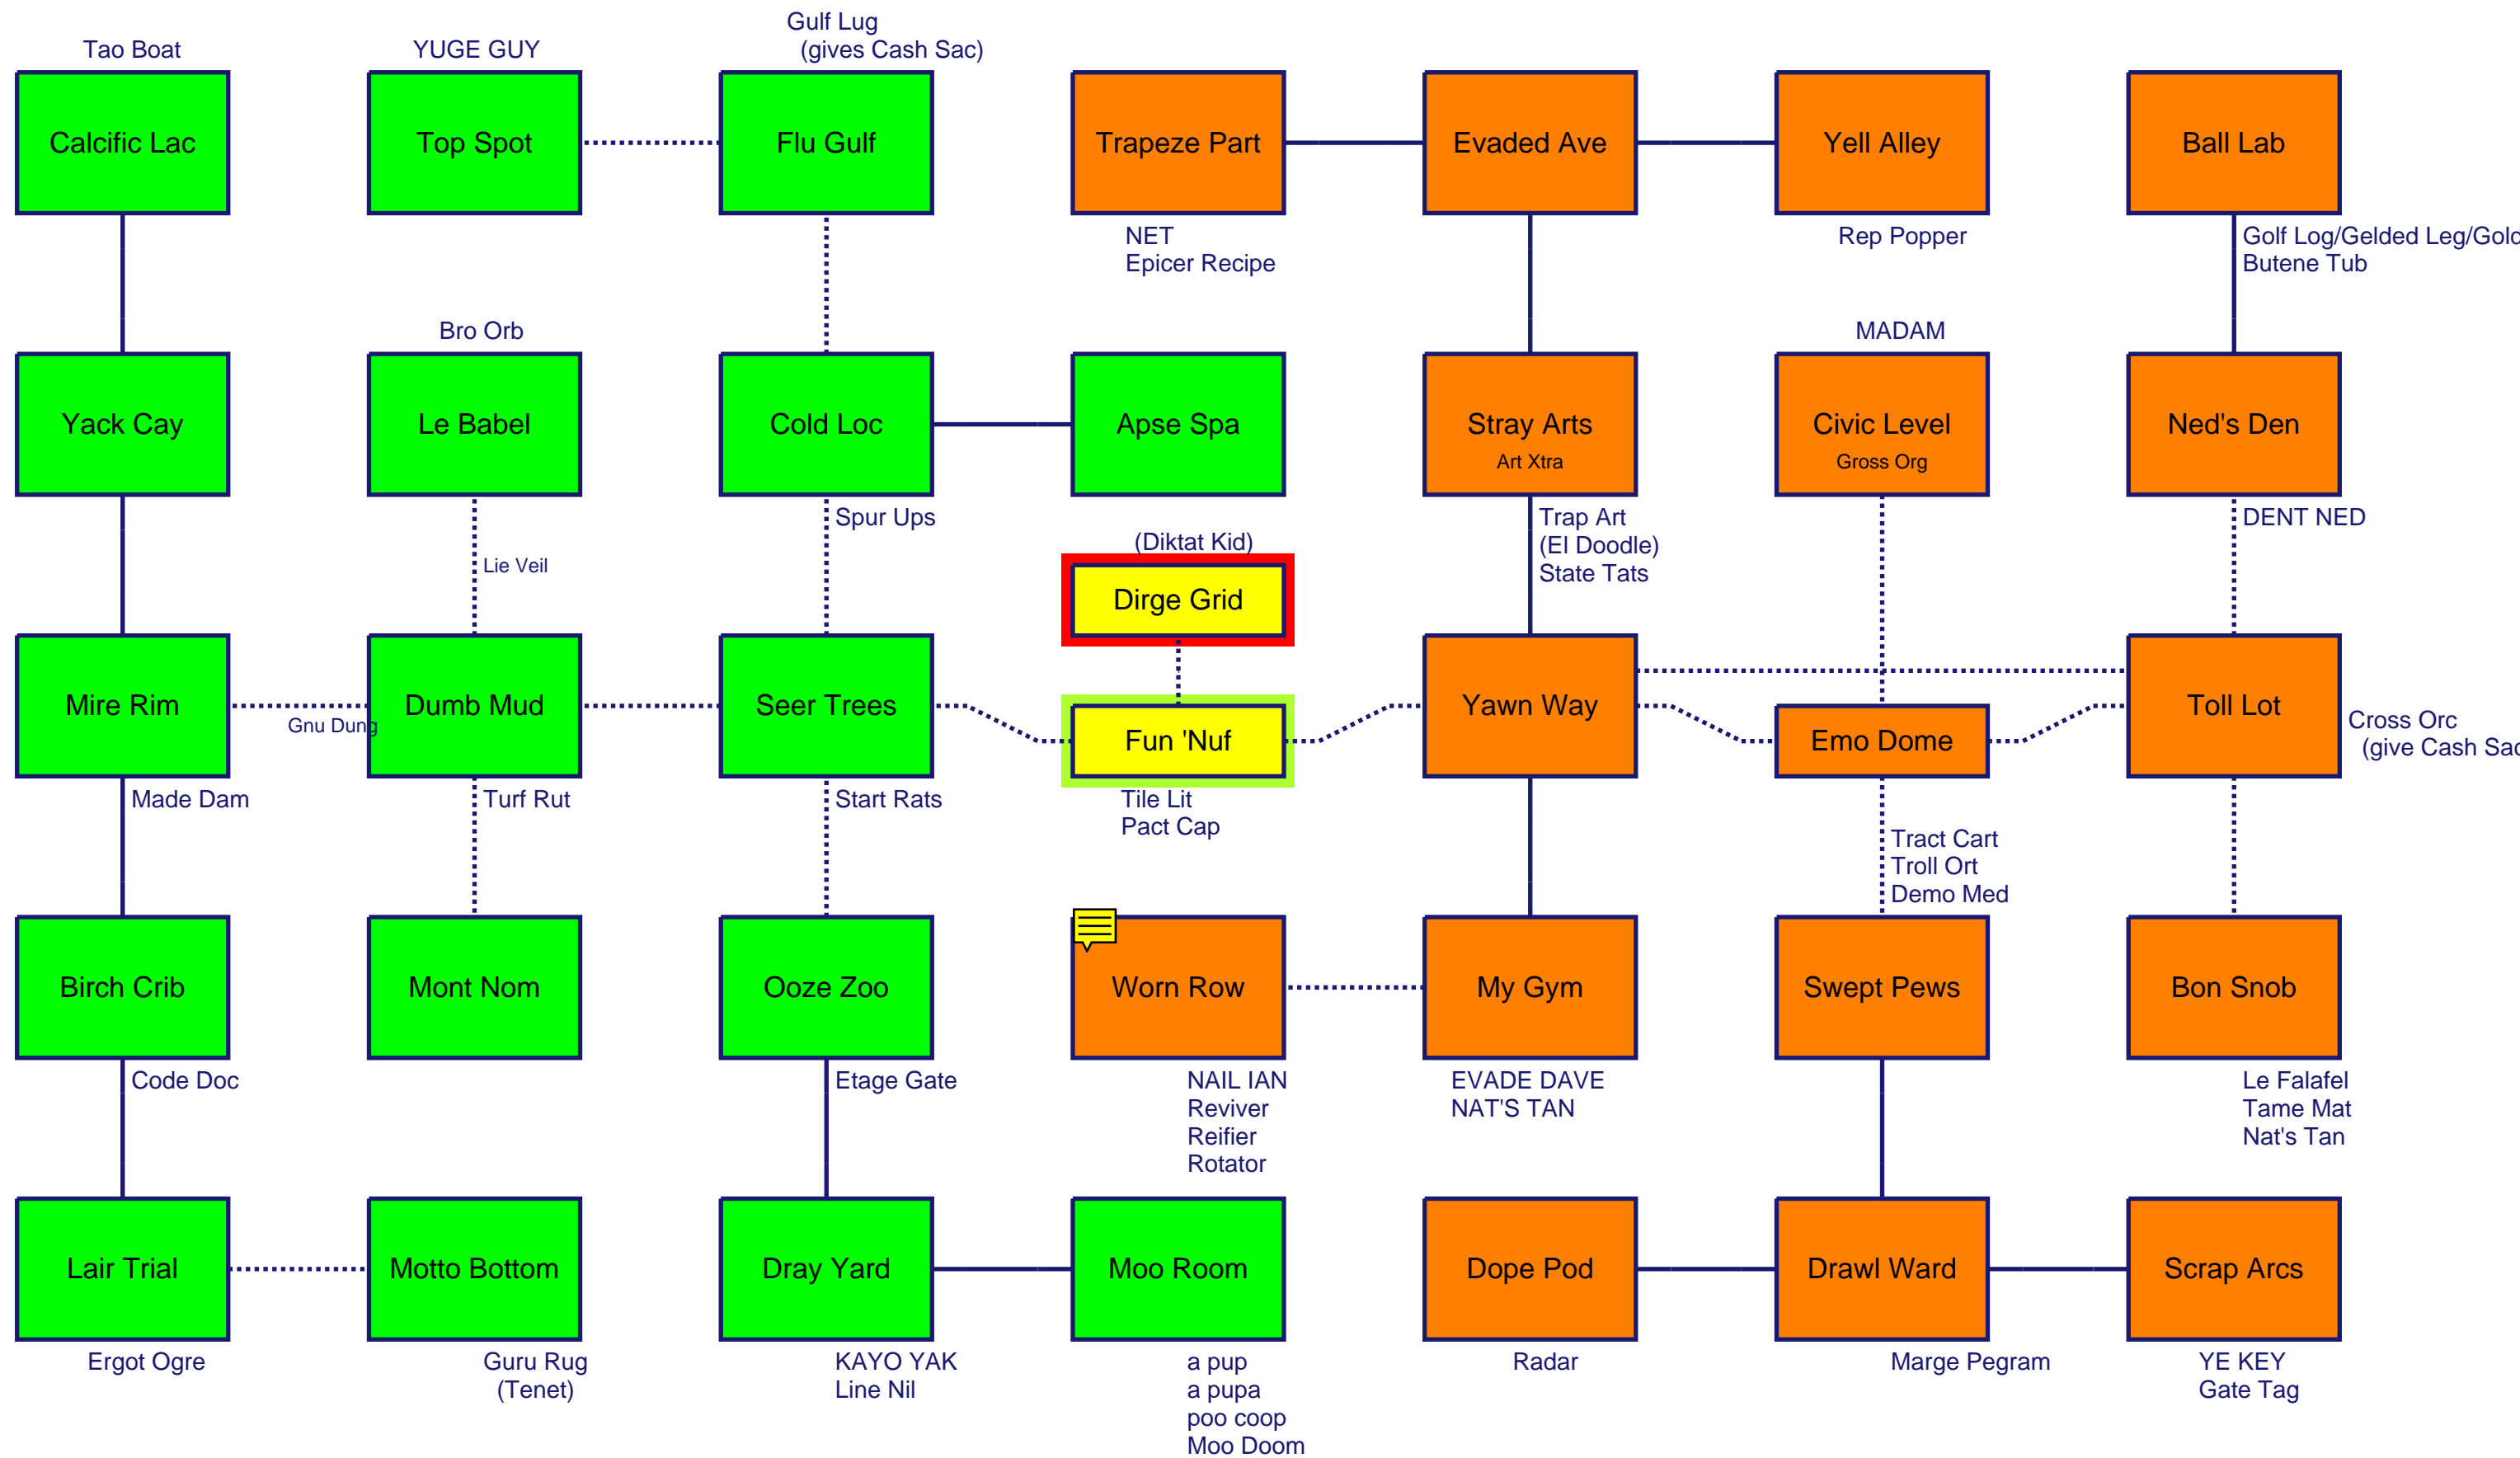 Gulf Lug
Tao Boat
YUGE GUY
(gives Cash Sac)
Calcific Lac
Top Spot
Flu Gulf
Trapeze Part
Evaded Ave
Yell Alley
Ball Lab
NET
Epicer Recipe
Rep Popper
Golf Log/Gelded Leg/Gold
Butene Tub
Bro Orb
MADAM
Yack Cay
Le Babel
Cold Loc
Apse Spa
Stray Arts
Art Xtra
Civic Level
Gross Org
Ned's Den
Spur Ups
Trap Art
(El Doodle)
State Tats
DENT NED
Lie Veil
(Diktat Kid)
Dirge Grid
Mire Rim
Gnu Dung
Dumb Mud
Seer Trees
Fun 'Nuf
Yawn Way
Emo Dome
Toll Lot
Cross Orc
(give Cash Sac
Made Dam
Turf Rut
Start Rats
Tile Lit
Pact Cap
Tract Cart
Troll Ort
Demo Med
Birch Crib
Mont Nom
Ooze Zoo
Worn Row
My Gym
Swept Pews
Bon Snob
Code Doc
Etage Gate
NAIL IAN
Reviver
Reifier
Rotator
EVADE DAVE
NAT'S TAN
Le Falafel
Tame Mat
Nat's Tan
Lair Trial
Motto Bottom
Dray Yard
Moo Room
Dope Pod
Drawl Ward
Scrap Arcs
Ergot Ogre
Guru Rug
(Tenet)
KAYO YAK
Line Nil
a pup
a pupa
poo coop
Moo Doom
Radar
Marge Pegram
YE KEY
Gate Tag